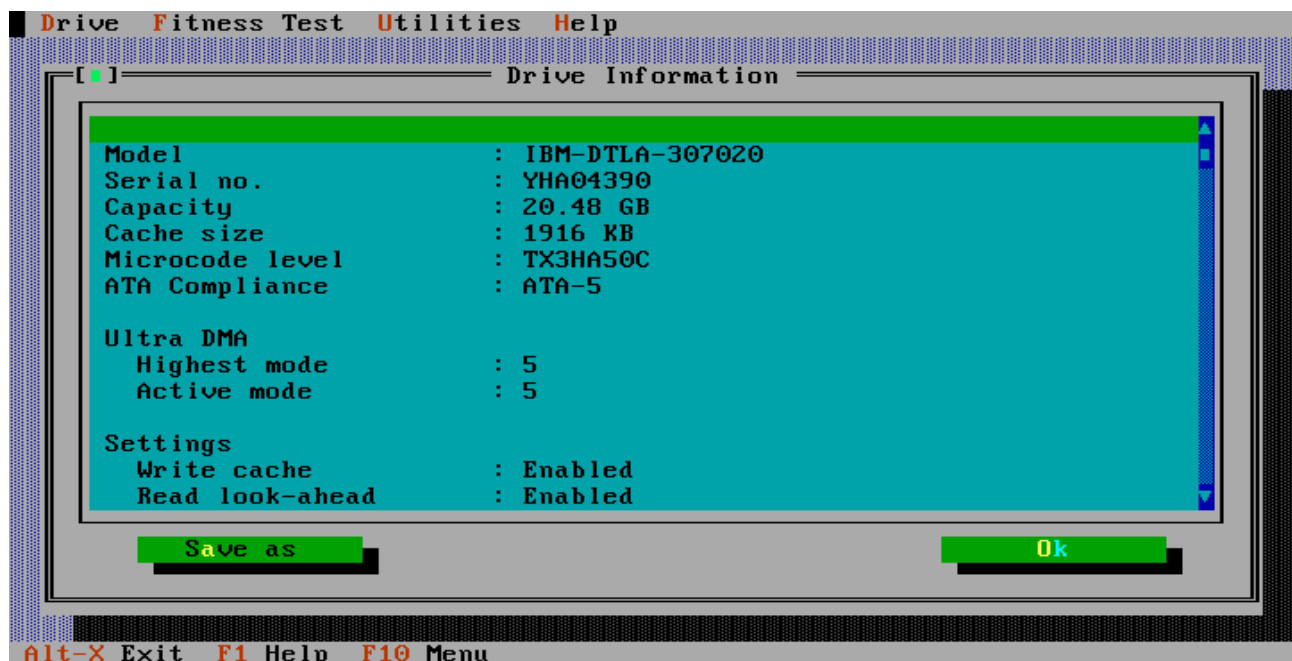 Drive Fitness Test Utilities Help
[■] Drive Information
Model : IBM-DTLA-307020
Serial no. : YHA04390
Capacity : 20.48 GB
Cache size : 1916 KB
Microcode level : TX3HA50C
ATA Compliance : ATA-5
Ultra DMA
Highest mode : 5
Active mode : 5
Settings
Write cache : Enabled
Read look-ahead : Enabled
Save as Ok
Alt-X Exit F1 Help F10 Menu